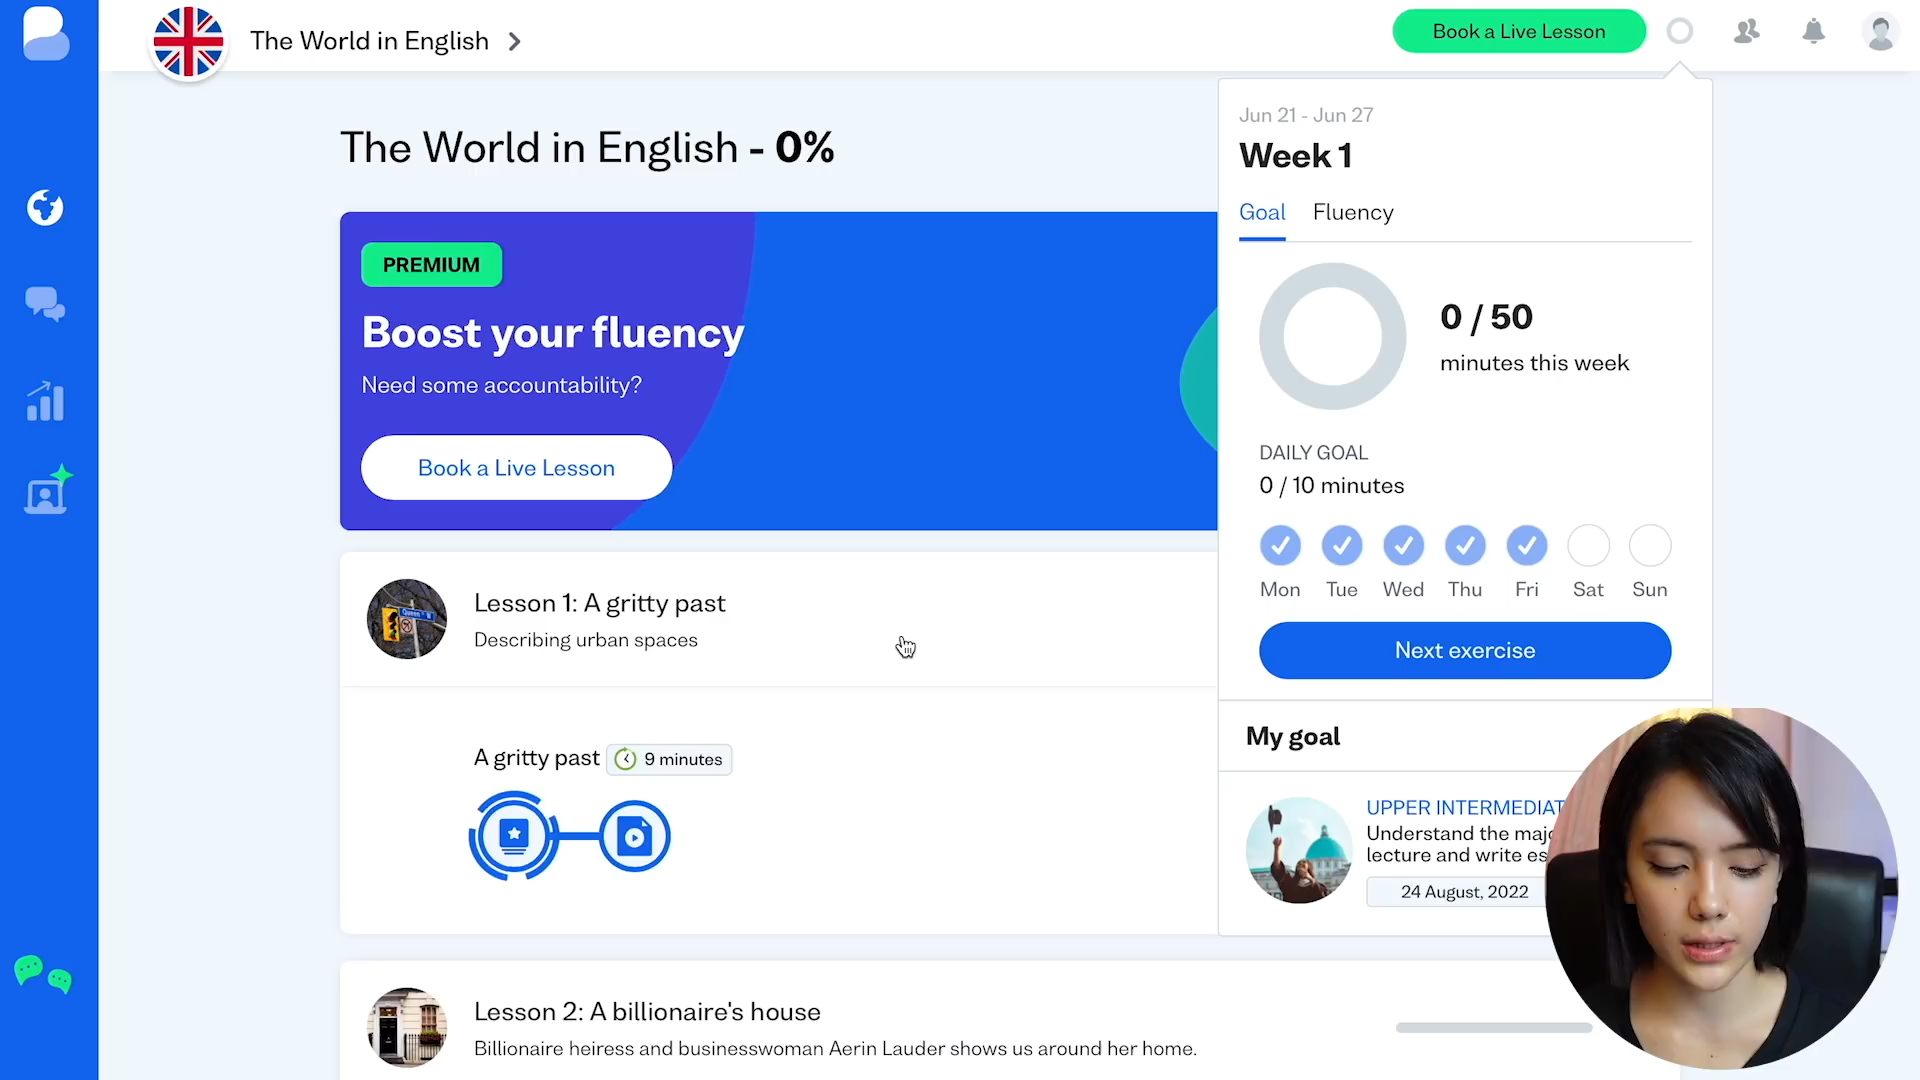 The World in English
Book a Live Lesson
The World in English - 0%
PREMIUM
Boost your fluency
Need some accountability?
Book a Live Lesson
Lesson 1: A gritty past
Describing urban spaces
A gritty past
9 minutes
Lesson 2: A billionaire's house
Billionaire heiress and businesswoman Aerin Lauder shows us around her home.
Jun 21 - Jun 27
Week 1
Goal Fluency
0 / 50
minutes this week
DAILY GOAL
0 / 10 minutes
Mon Tue Wed Thu Fri Sat Sun
Next exercise
My goal
UPPER INTERMEDIAT
Understand the majo
lecture and write es
24 August, 2022